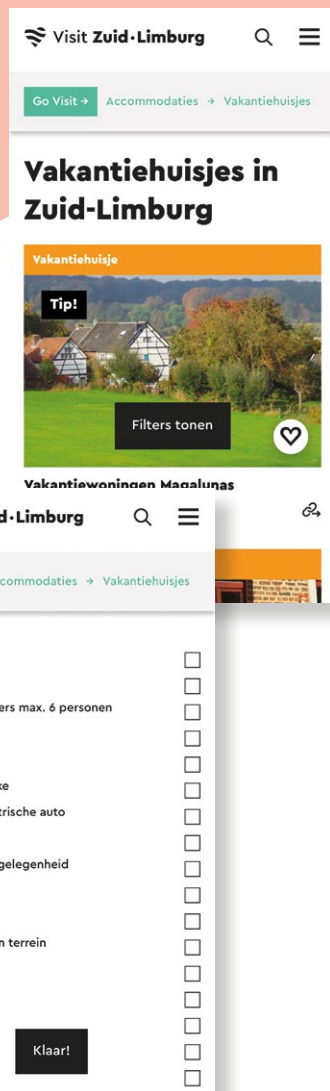 Visit Zuid·Limburg
Go Visit → Accommodaties → Vakantiehuisjes
Vakantiehuisjes in
Zuid-Limburg
Vakantiehuisje
Tip!
Filters tonen
Vakantiewoningen Magalunas
d·Limburg
ccommodaties → Vakantiehuisjes
ers max. 6 personen
ke
trische auto
gelegenheid
n terrein
Klaar!